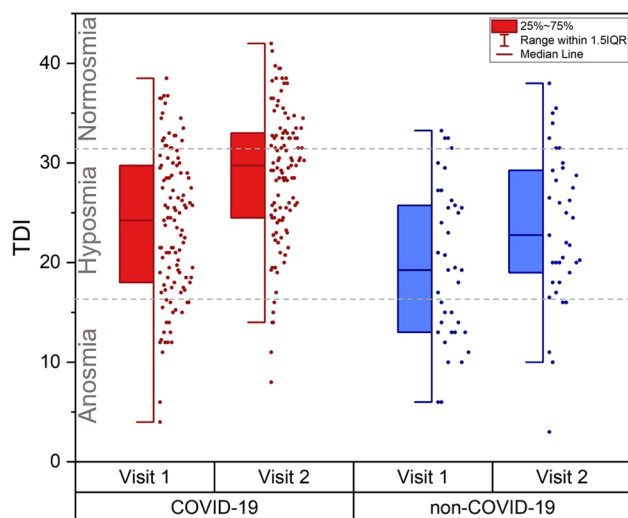 25%~75%
Range within 1.5IQR
Median Line
TDI
40
30
20
10
0
Normosmia
Hyposmia
Anosmia
Visit 1
Visit 2
Visit 1
Visit 2
COVID-19
non-COVID-19